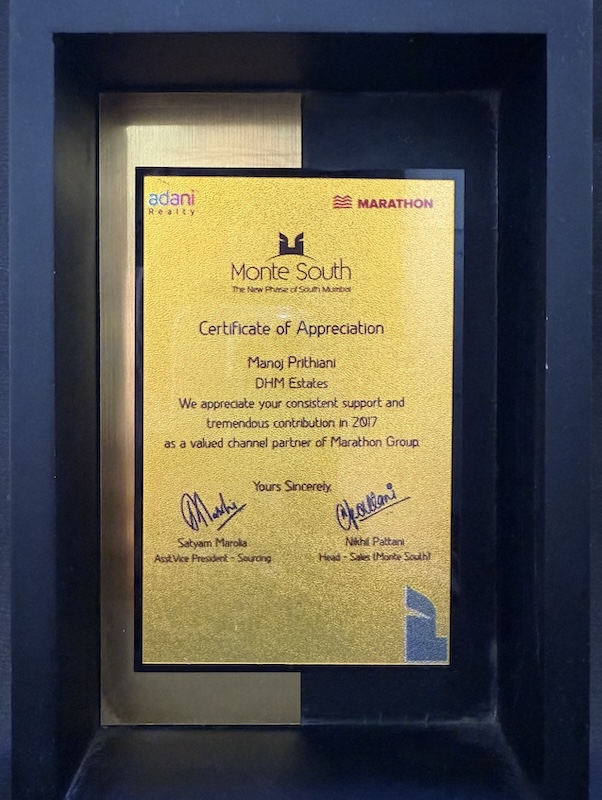 adani
Realty
MARATHON
Monte South
The New Phase of South Mumbai
Certificate of Appreciation
Manoj Prithiani
DHM Estates
We appreciate your consistent support and
tremendous contribution in 2017
as a valued channel partner of Marathon Group.
Yours Sincerely,
Satyam Marolia
Asst.Vice President - Sourcing
Nikhil Pattani
Head - Sales (Monte South)